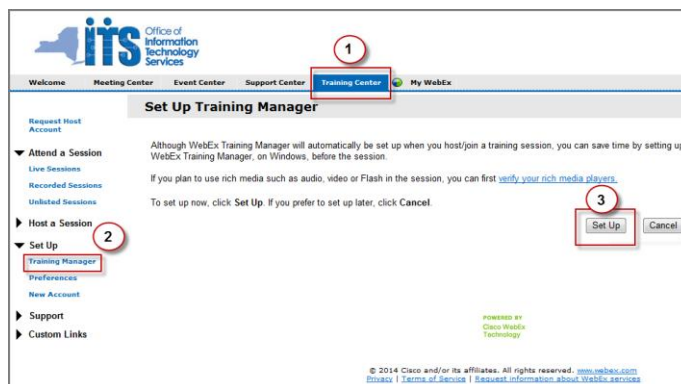 ITS
Office of
Information
Technology
Services
1
Welcome Meeting Center Event Center Support Center Training Center My WebEx
Set Up Training Manager
Request Host
Account
Attend a Session
Live Sessions
Recorded Sessions
Unlisted Sessions
Host a Session
2
Set Up
Training Manager
Preferences
New Account
Support
Custom Links
Although WebEx Training Manager will automatically be set up when you host/join a training session, you can save time by setting up
WebEx Training Manager, on Windows, before the session.
If you plan to use rich media such as audio, video or Flash in the session, you can first verify your rich media players.
To set up now, click Set Up. If you prefer to set up later, click Cancel.
3
Set Up Cancel
POWERED BY
Cisco WebEx
Technology
© 2014 Cisco and/or its affiliates. All rights reserved. www.webex.com
Privacy | Terms of Service | Request information about WebEx services